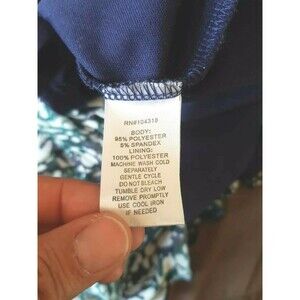 RN#104319
BODY:
95% POLYESTER
5% SPANDEX
LINING:
100% POLYESTER
MACHINE WASH COLD
SEPARATELY
GENTLE CYCLE
DO NOT BLEACH
TUMBLE DRY LOW
REMOVE PROMPTLY
USE COOL IRON
IF NEEDED